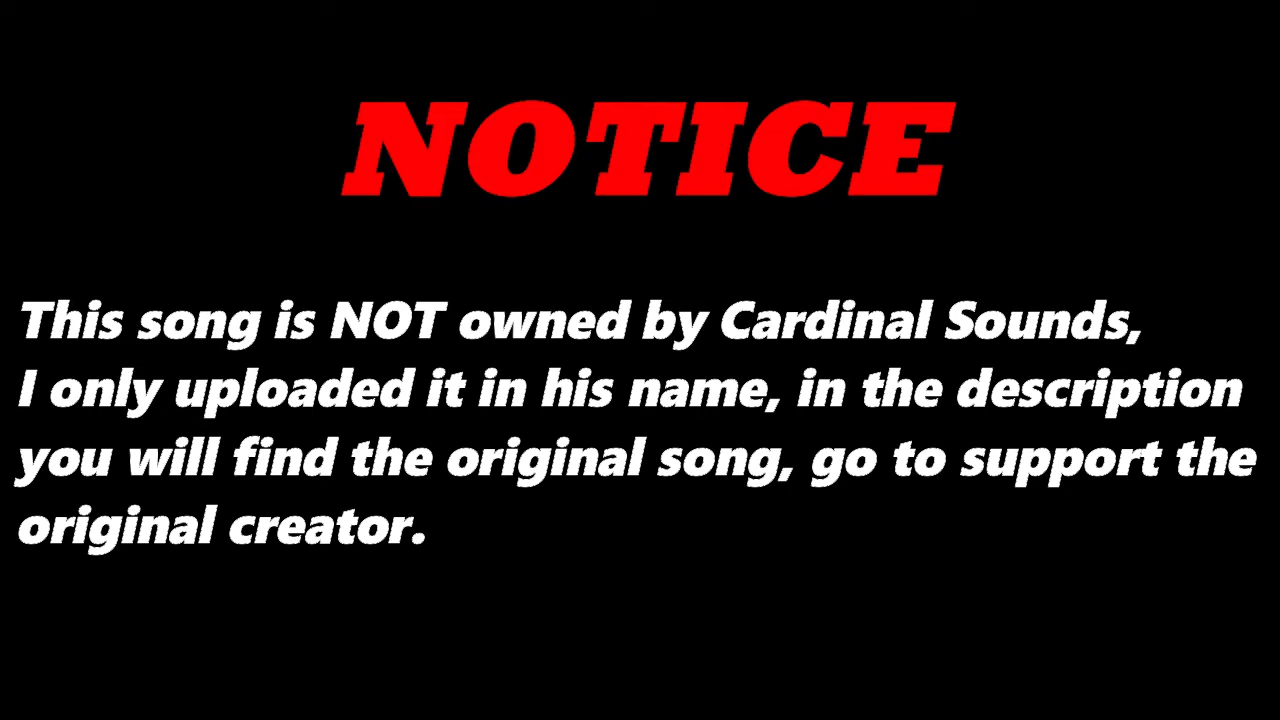 NOTICE
This song is NOT owned by Cardinal Sounds,
I only uploaded it in his name, in the description
you will find the original song, go to support the
original creator.